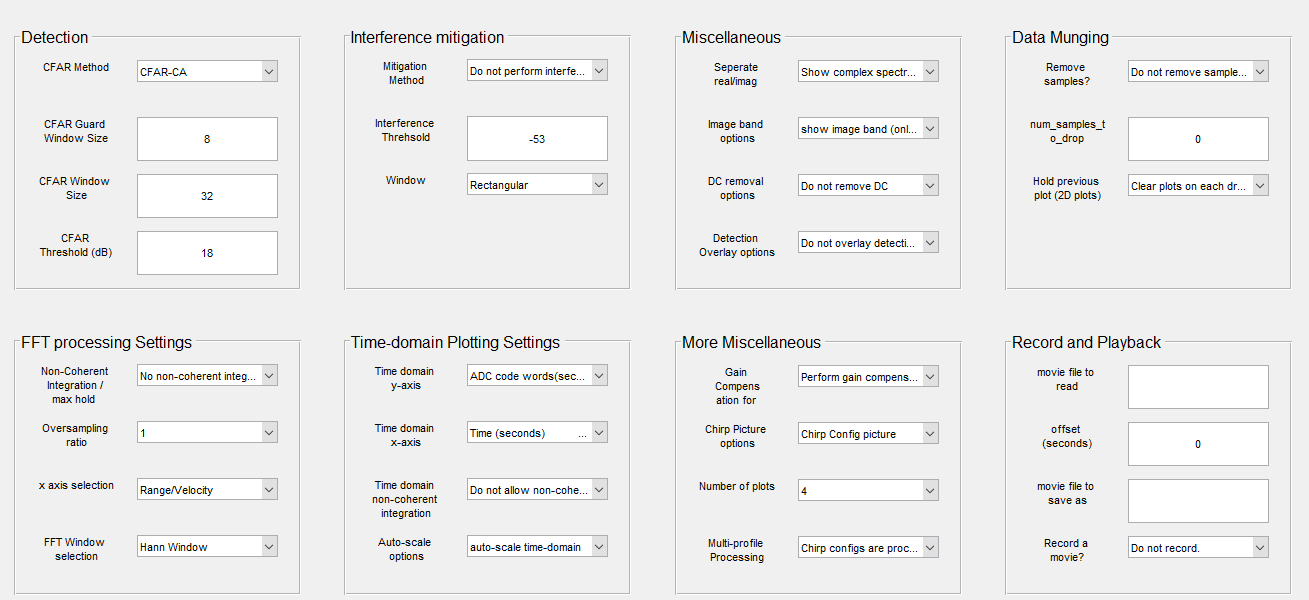 Detection
CFAR Method
CFAR-CA
CFAR Guard
Window Size
8
CFAR Window
Size
32
CFAR
Threshold (dB)
18
Interference mitigation
Mitigation
Method
Do not perform interfe...
Interference
Threhsold
-53
Window
Rectangular
Miscellaneous
Seperate
real/imag
Show complex spectr...
Image band
options
show image band (onl...
DC removal
options
Do not remove DC
Detection
Overlay options
Do not overlay detecti...
Data Munging
Remove
samples?
Do not remove sample...
num_samples_t
o_drop
0
Hold previous
plot (2D plots)
Clear plots on each dr...
FFT processing Settings
Non-Coherent
Integration /
max hold
No non-coherent integ...
Oversampling
ratio
1
x axis selection
Range/Velocity
FFT Window
selection
Hann Window
Time-domain Plotting Settings
Time domain
y-axis
ADC code words(sec...
Time domain
x-axis
Time (seconds) ...
Time domain
non-coherent
integration
Do not allow non-cohe...
Auto-scale
options
auto-scale time-domain
More Miscellaneous
Gain
Compens
ation for
Perform gain compens...
Chirp Picture
options
Chirp Config picture
Number of plots
4
Multi-profile
Processing
Chirp configs are proc...
Record and Playback
movie file to
read
offset
(seconds)
0
movie file to
save as
Record a
movie?
Do not record.